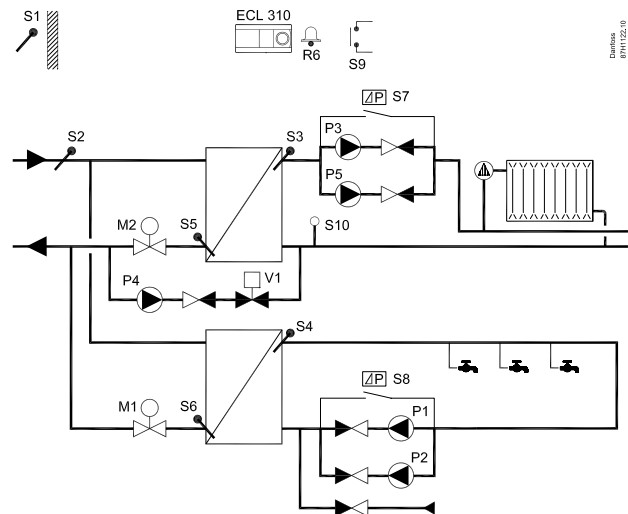 S1
ECL 310
R6
S9
Danfoss
87H1122.10
P S7
S2
S3
P3
P5
M2
S5
S10
P4
V1
S4
P S8
M1
S6
P1
P2